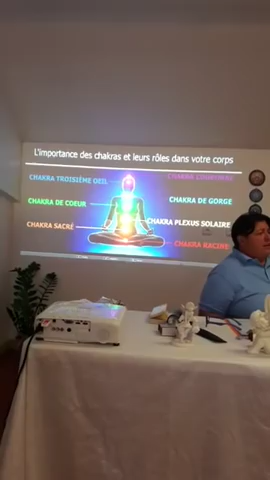 L'importance des chakras et leurs rôles dans votre corps
CHAKRA TROISIÈME OEIL
CHAKRA COURONNE
CHAKRA DE COEUR
CHAKRA DE GORGE
CHAKRA PLEXUS SOLAIRE
CHAKRA SACRÉ
CHAKRA RACINE